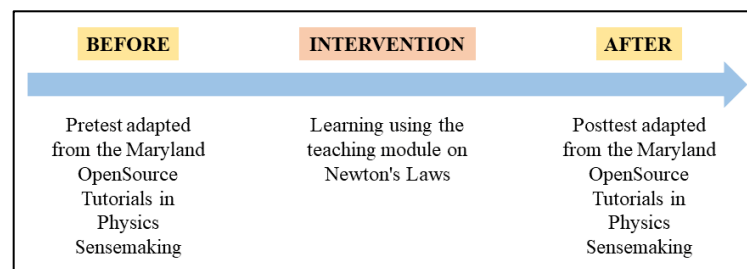 BEFORE
INTERVENTION
AFTER
Pretest adapted
from the Maryland
OpenSource
Tutorials in
Physics
Sensemaking
Learning using the
teaching module on
Newton's Laws
Posttest adapted
from the Maryland
OpenSource
Tutorials in
Physics
Sensemaking